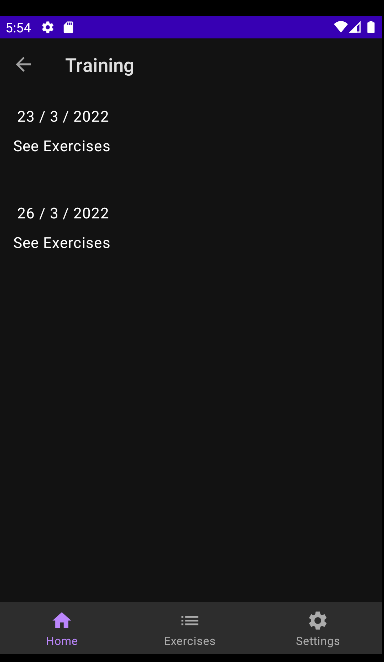 5:54
Training
23 / 3 / 2022
See Exercises
26 / 3 / 2022
See Exercises
Home Exercises Settings